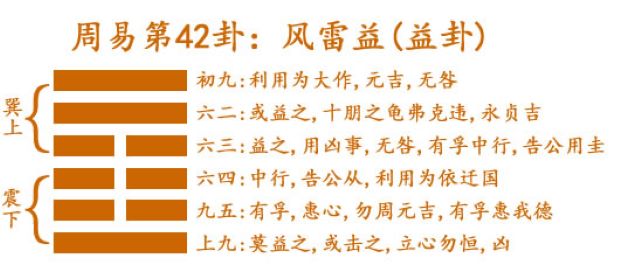 周易第42卦：风雷益(益卦)
巽上
初九:利用为大作,元吉,无咎
六二:或益之,十朋之龟弗克违,永贞吉
六三:益之,用凶事,无咎,有孚中行,告公用圭
震下
六四:中行,告公从,利用为依迁国
九五:有孚,惠心,勿周元吉,有孚惠我德
上九:莫益之,或击之,立心勿恒,凶